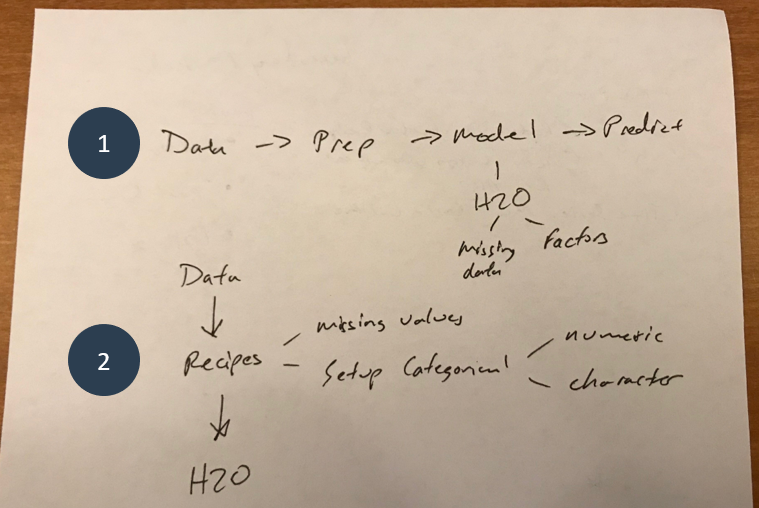 1 Data -> Prep -> Model -> Predict
H2O
missing data
Factors
Data
missing values
2 Recipes
Setup Categorical
numeric
character
H2O